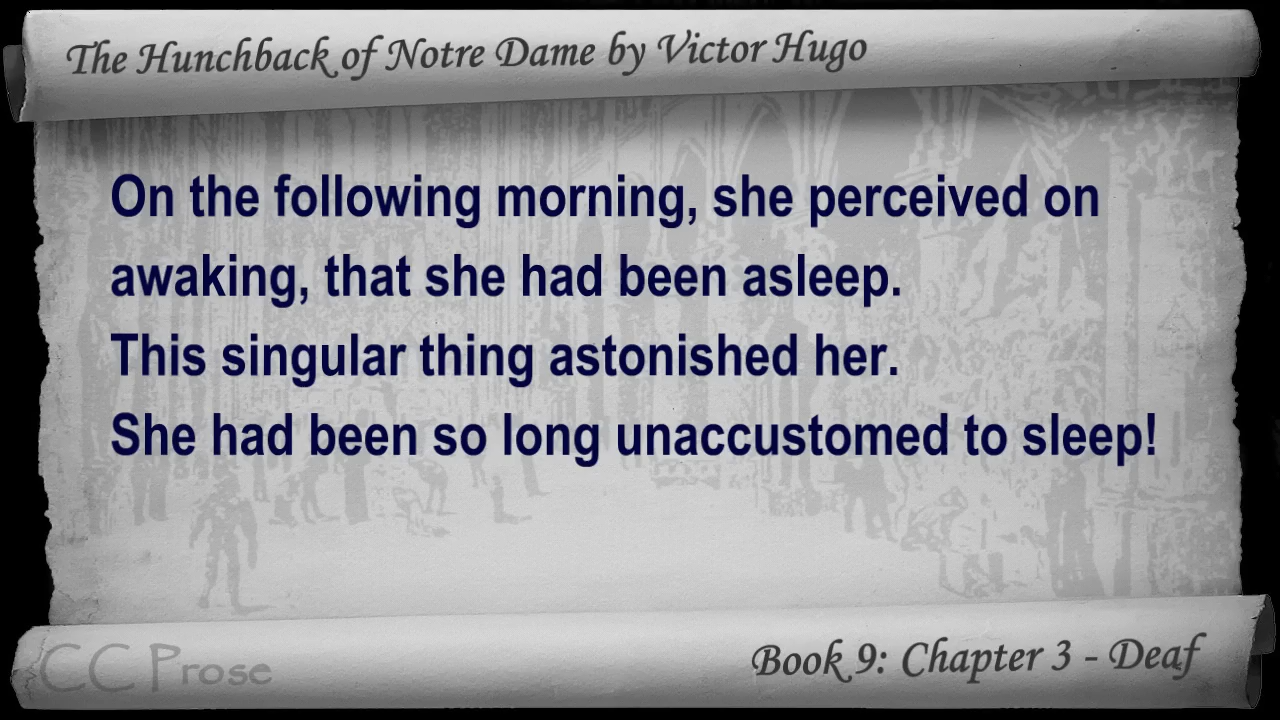 The Hunchback of Notre Dame by Victor Hugo
On the following morning, she perceived on
awaking, that she had been asleep.
This singular thing astonished her.
She had been so long unaccustomed to sleep!
CC Prose
Book 9: Chapter 3 - Deaf